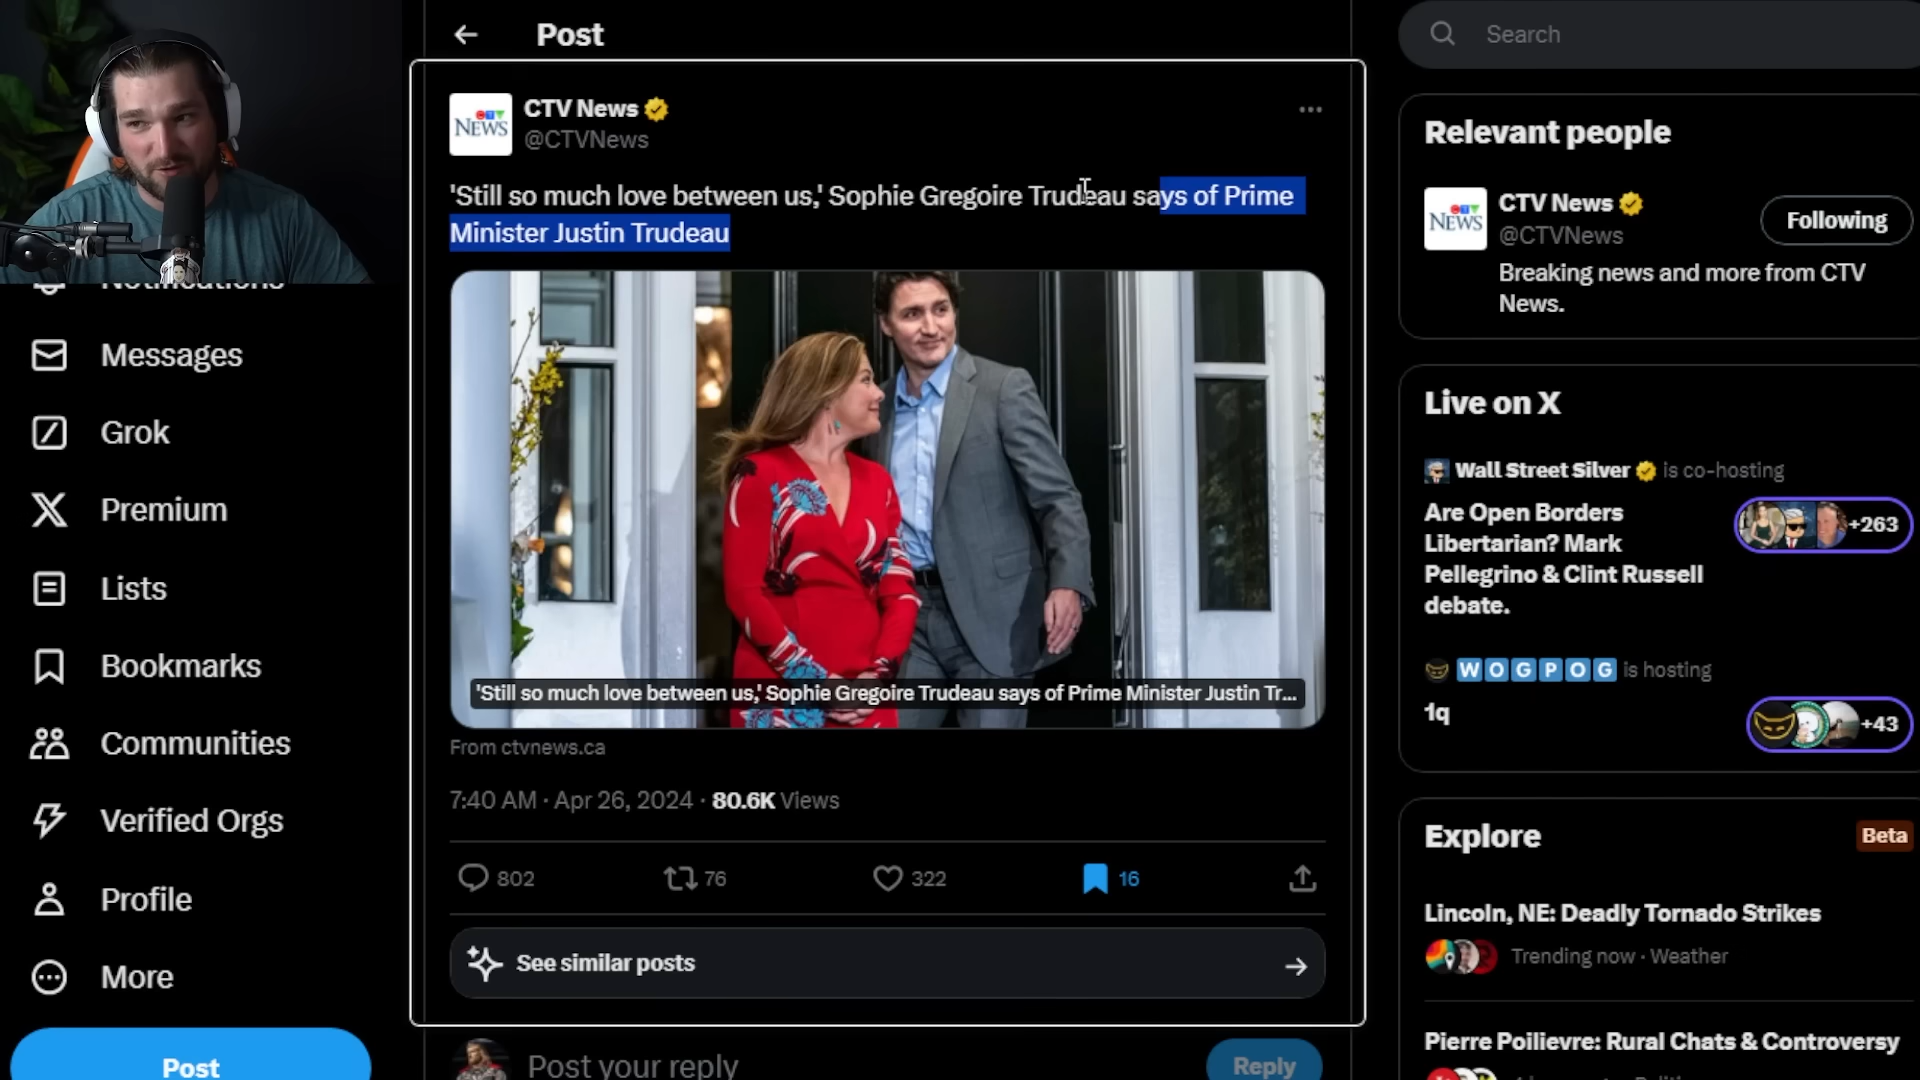 Post
CTV News
@CTVNews
'Still so much love between us,' Sophie Gregoire Trudeau says of Prime
Minister Justin Trudeau
'Still so much love between us,' Sophie Gregoire Trudeau says of Prime Minister Justin Tr...
From ctvnews.ca
7:40 AM · Apr 26, 2024 · 80.6K Views
802 76 322 16
See similar posts
Post your reply
Reply
Notifications
Messages
Grok
Premium
Lists
Bookmarks
Communities
Verified Orgs
Profile
More
Post
Search
Relevant people
CTV News
@CTVNews
Following
Breaking news and more from CTV
News.
Live on X
Wall Street Silver is co-hosting
Are Open Borders
Libertarian? Mark
Pellegrino & Clint Russell
debate.
+263
WOGPOG is hosting
1q
+43
Explore
Beta
Lincoln, NE: Deadly Tornado Strikes
Trending now · Weather
Pierre Poilievre: Rural Chats & Controversy